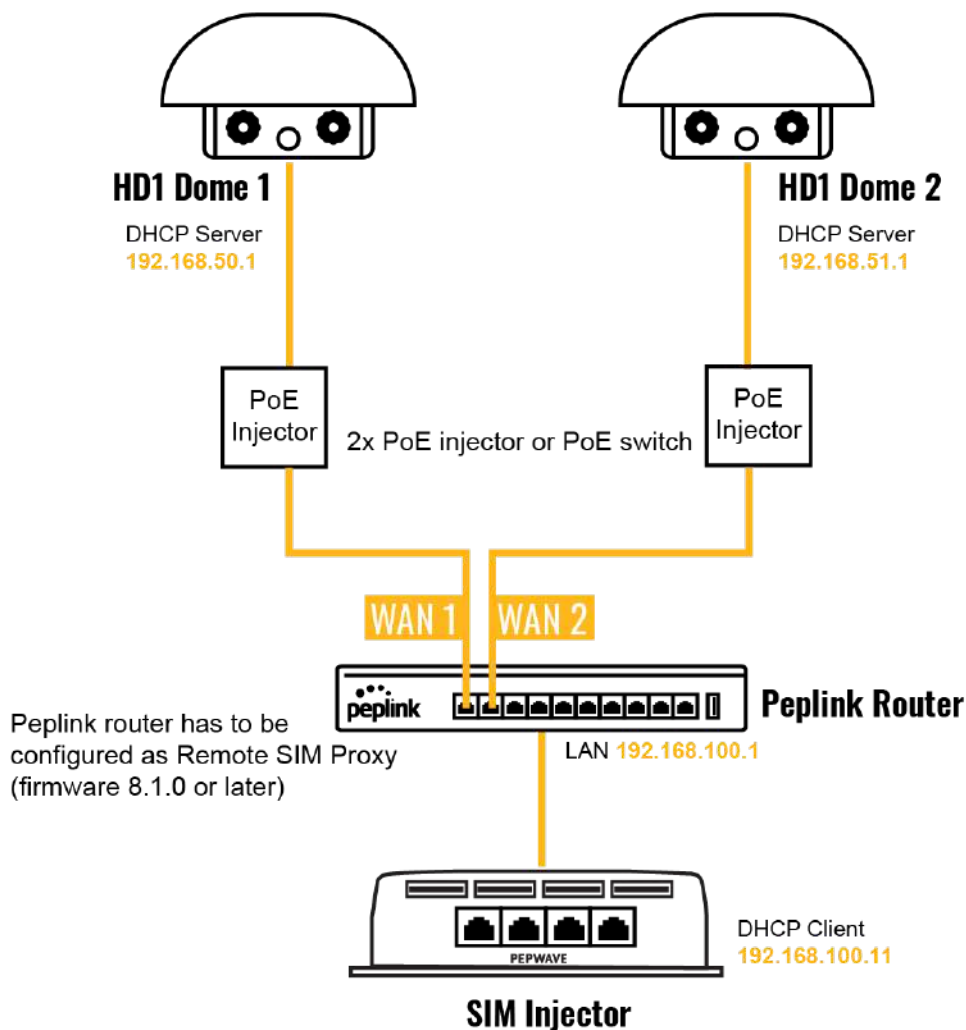 HD1 Dome 1
DHCP Server
192.168.50.1
HD1 Dome 2
DHCP Server
192.168.51.1
PoE
Injector
2x PoE injector or PoE switch
PoE
Injector
WAN 1
WAN 2
peplink
Peplink Router
Peplink router has to be
configured as Remote SIM Proxy
(firmware 8.1.0 or later)
LAN 192.168.100.1
PEPWAVE
DHCP Client
192.168.100.11
SIM Injector